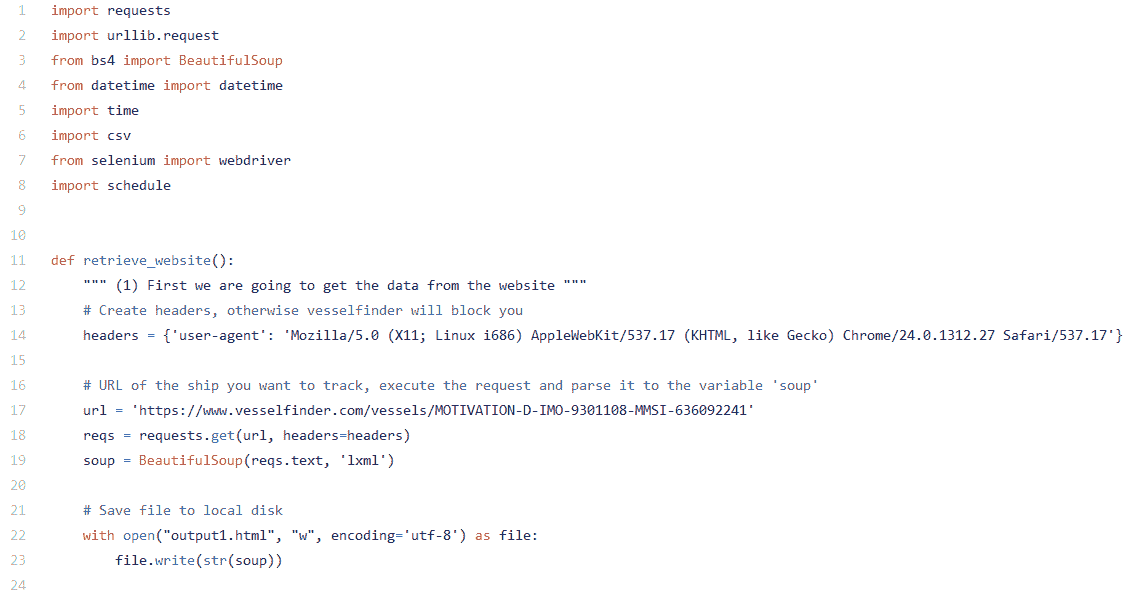 1 import requests
2 import urllib.request
3 from bs4 import BeautifulSoup
4 from datetime import datetime
5 import time
6 import csv
7 from selenium import webdriver
8 import schedule
9
10
11 def retrieve_website():
12     """ (1) First we are going to get the data from the website """
13     # Create headers, otherwise vesselfinder will block you
14     headers = {'user-agent': 'Mozilla/5.0 (X11; Linux i686) AppleWebKit/537.17 (KHTML, like Gecko) Chrome/24.0.1312.27 Safari/537.17'}
15
16     # URL of the ship you want to track, execute the request and parse it to the variable 'soup'
17     url = 'https://www.vesselfinder.com/vessels/MOTIVATION-D-IMO-9301108-MMSI-636092241'
18     reqs = requests.get(url, headers=headers)
19     soup = BeautifulSoup(reqs.text, 'lxml')
20
21     # Save file to local disk
22     with open("output1.html", "w", encoding='utf-8') as file:
23         file.write(str(soup))
24